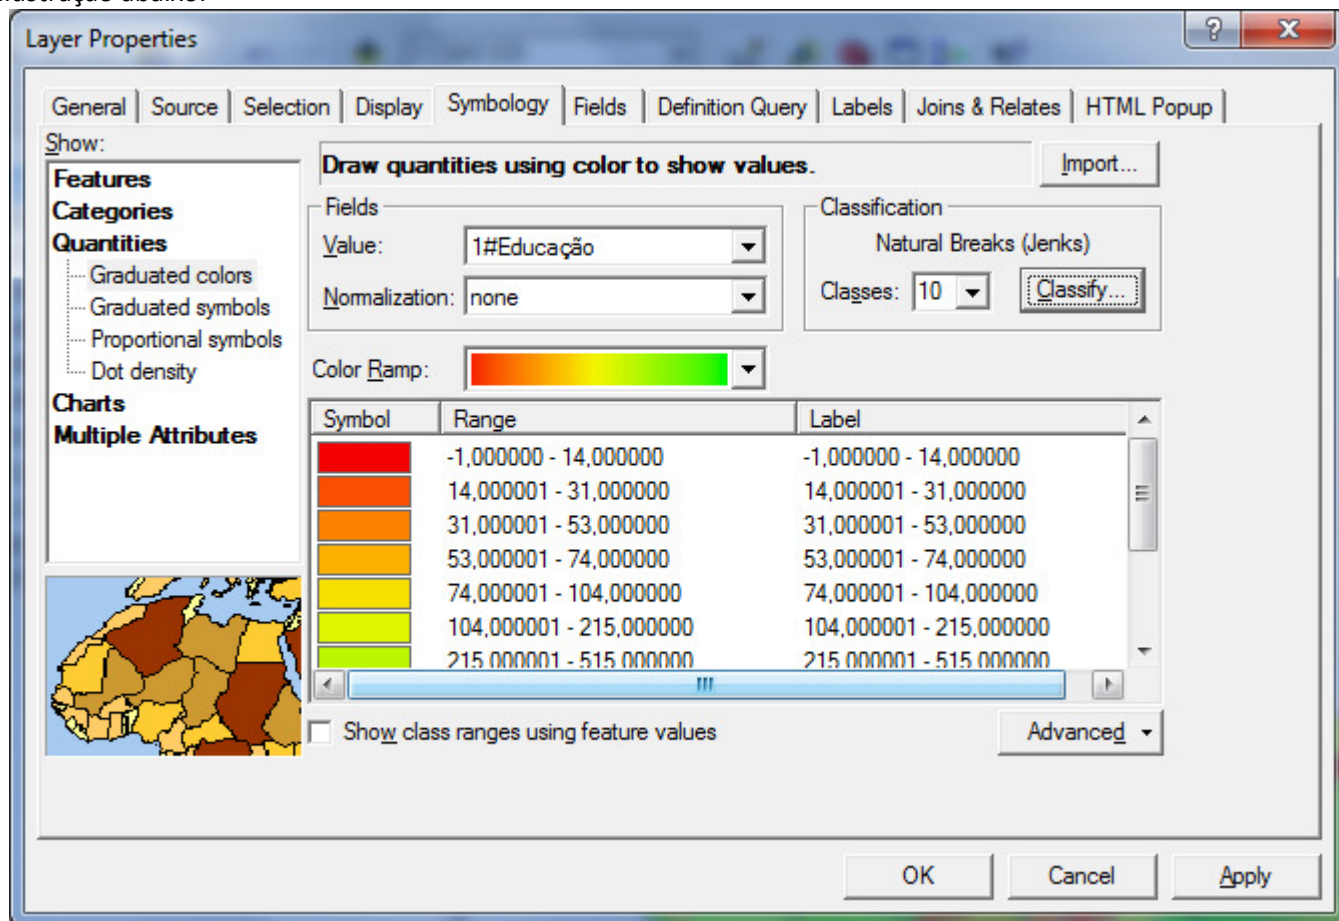 Layer Properties
General Source Selection Display Symbology Fields Definition Query Labels Joins & Relates HTML Popup
Show:
Features
Categories
Quantities
Graduated colors
Graduated symbols
Proportional symbols
Dot density
Charts
Multiple Attributes
Draw quantities using color to show values.
Import...
Fields
Value: 1#Educação
Normalization: none
Classification
Natural Breaks (Jenks)
Classes: 10 Classify...
Color Ramp:
Symbol Range Label
-1,000000 - 14,000000 -1,000000 - 14,000000
14,000001 - 31,000000 14,000001 - 31,000000
31,000001 - 53,000000 31,000001 - 53,000000
53,000001 - 74,000000 53,000001 - 74,000000
74,000001 - 104,000000 74,000001 - 104,000000
104,000001 - 215,000000 104,000001 - 215,000000
215,000001 - 515,000000 215,000001 - 515,000000
Show class ranges using feature values
Advanced
OK Cancel Apply